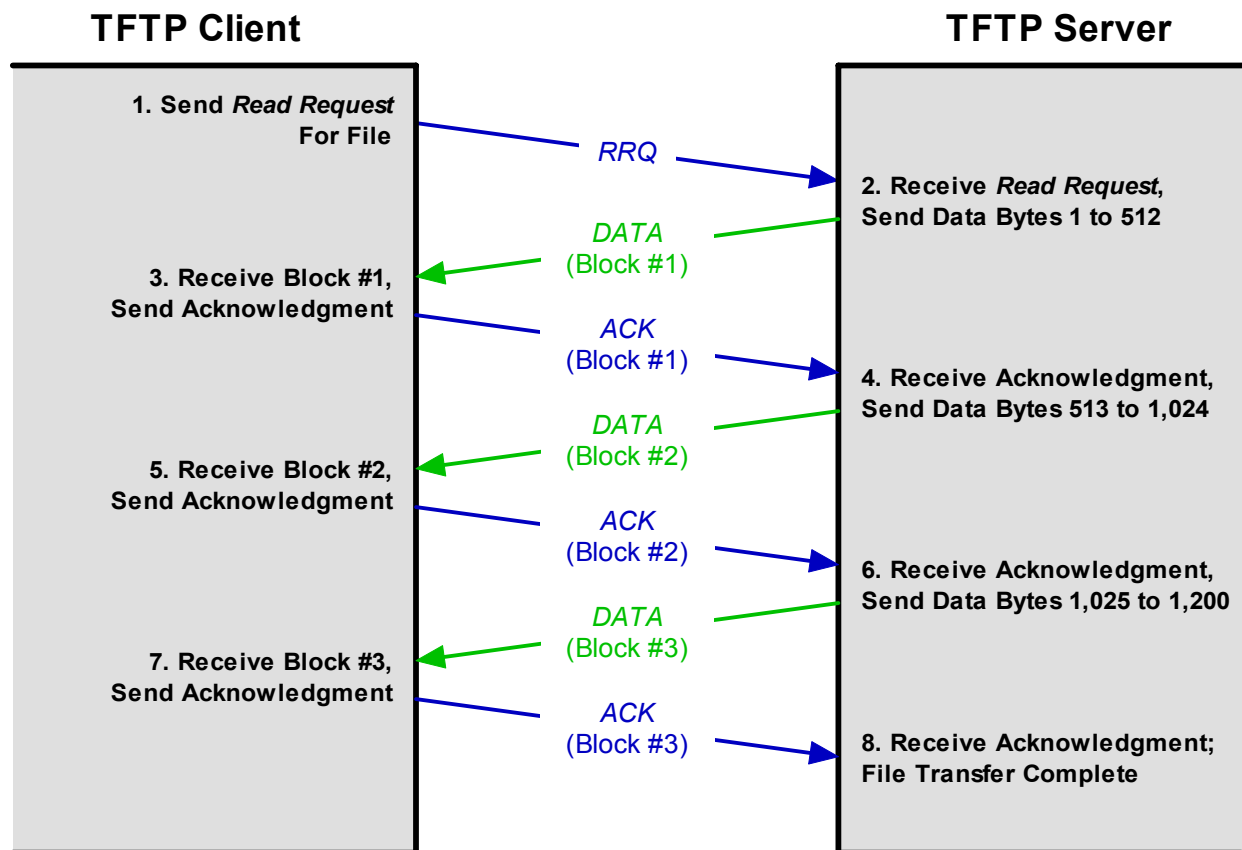 TFTP Client
TFTP Server
1. Send Read Request
For File
RRQ
2. Receive Read Request,
Send Data Bytes 1 to 512
DATA
(Block #1)
3. Receive Block #1,
Send Acknowledgment
ACK
(Block #1)
4. Receive Acknowledgment,
Send Data Bytes 513 to 1,024
DATA
(Block #2)
5. Receive Block #2,
Send Acknowledgment
ACK
(Block #2)
6. Receive Acknowledgment,
Send Data Bytes 1,025 to 1,200
DATA
(Block #3)
7. Receive Block #3,
Send Acknowledgment
ACK
(Block #3)
8. Receive Acknowledgment;
File Transfer Complete